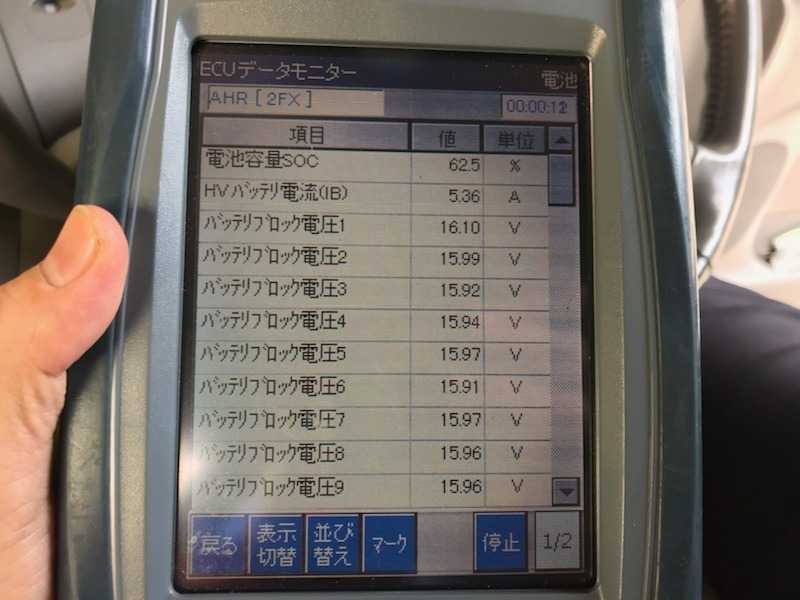 ECUデータモニター
電池
AHR [ 2FX ]
00:00:12
項目 値 単位
電池容量SOC 62.5 %
HVバッテリ電流(IB) 5.36 A
バッテリブロック電圧1 16.10 V
バッテリブロック電圧2 15.99 V
バッテリブロック電圧3 15.92 V
バッテリブロック電圧4 15.94 V
バッテリブロック電圧5 15.97 V
バッテリブロック電圧6 15.91 V
バッテリブロック電圧7 15.97 V
バッテリブロック電圧8 15.96 V
バッテリブロック電圧9 15.96 V
戻る 表示切替 並び替え マーク 停止 1/2